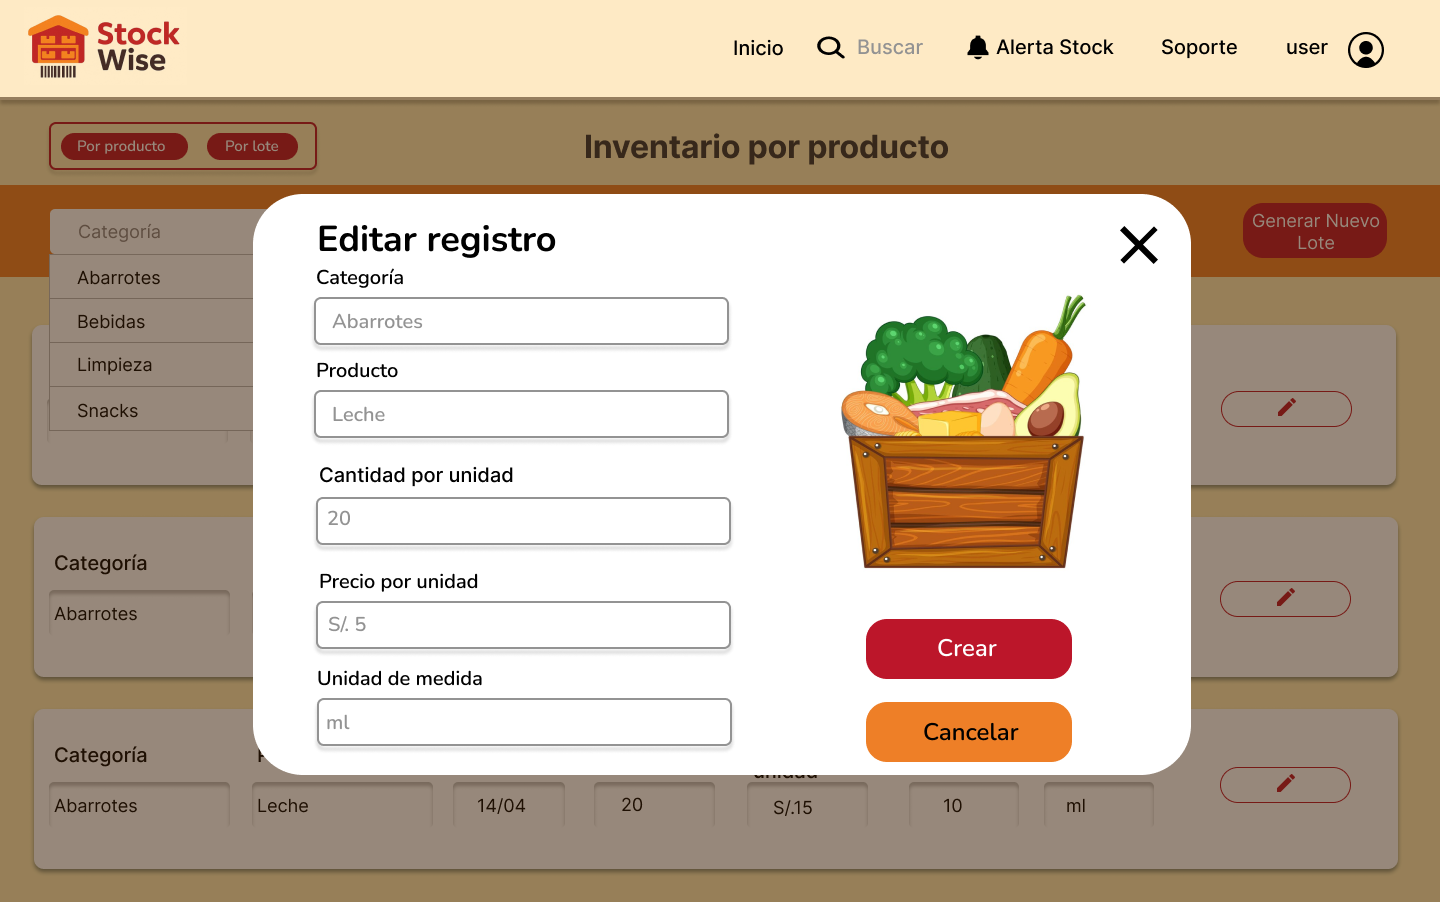 Stock
Wise
Inicio
Buscar
Alerta Stock
Soporte
user
Por producto
Por lote
Inventario por producto
Categoría
Abarrotes
Bebidas
Limpieza
Snacks
Generar Nuevo
Lote
Editar registro
Categoría
Abarrotes
Producto
Leche
Cantidad por unidad
20
Precio por unidad
S/. 5
Unidad de medida
ml
Crear
Cancelar
Categoría
Abarrotes
Categoría
unidad
Abarrotes
Leche
14/04
20
S/.15
10
ml